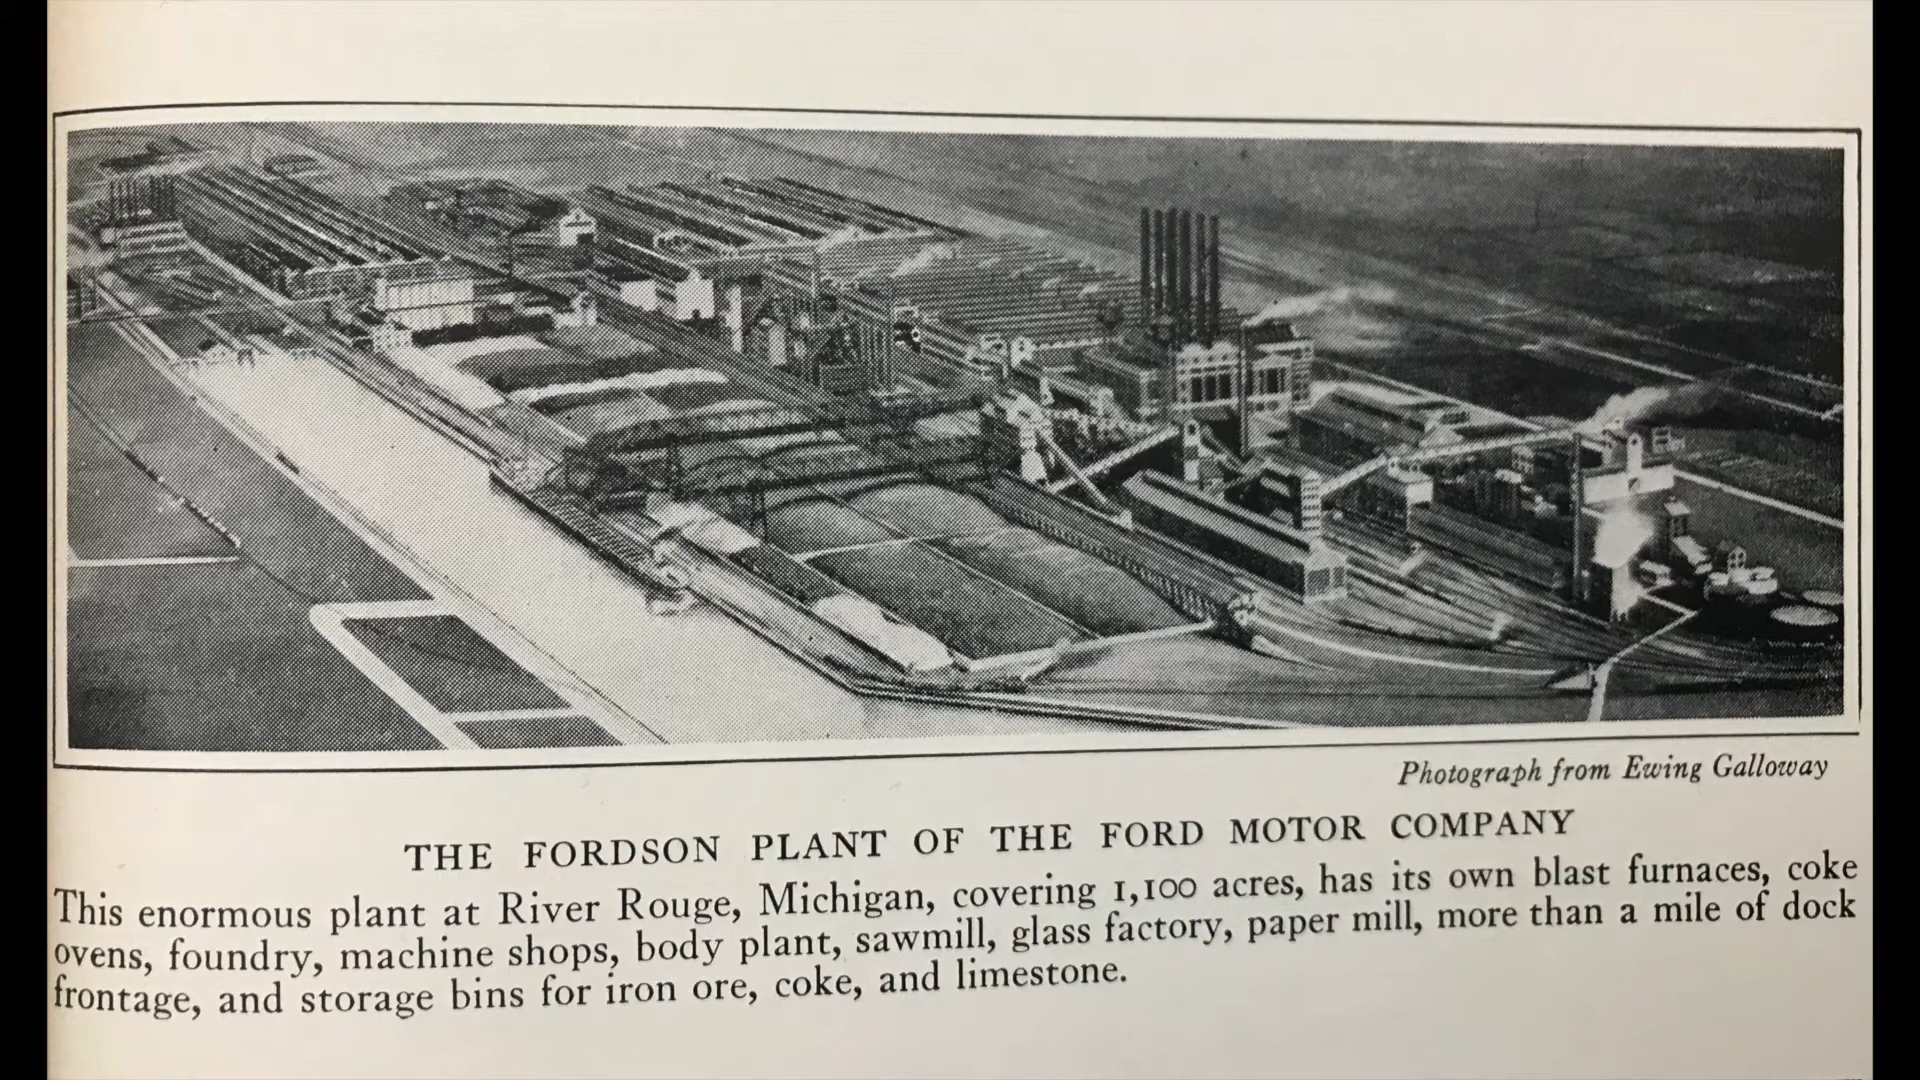 Photograph from Ewing Galloway
THE FORDSON PLANT OF THE FORD MOTOR COMPANY
This enormous plant at River Rouge, Michigan, covering 1,100 acres, has its own blast furnaces, coke
ovens, foundry, machine shops, body plant, sawmill, glass factory, paper mill, more than a mile of dock
frontage, and storage bins for iron ore, coke, and limestone.